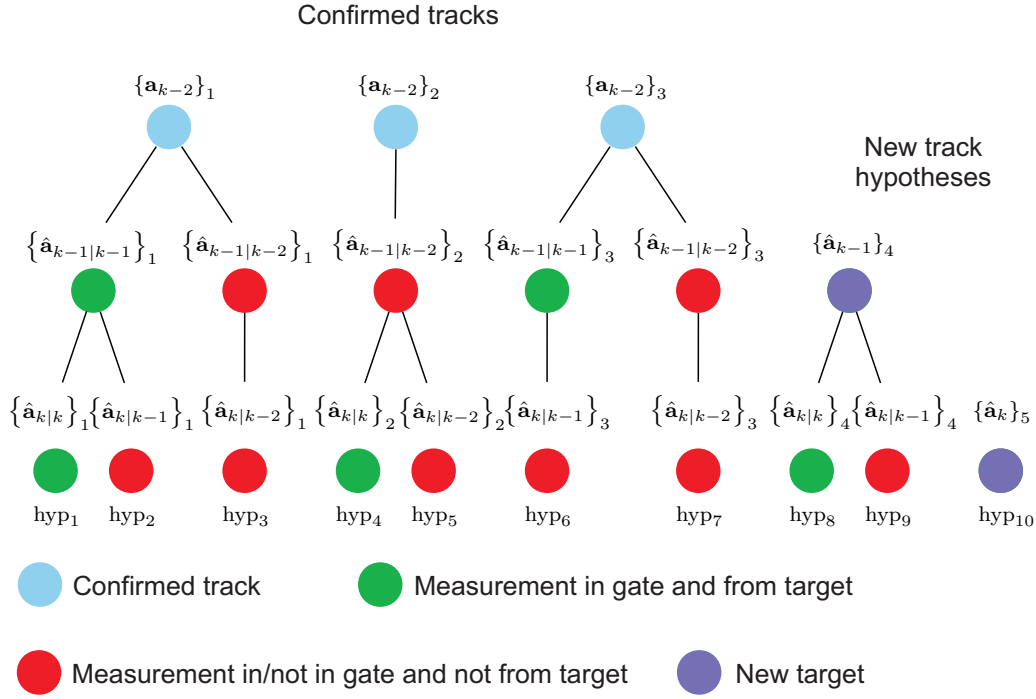 Confirmed tracks
{a_{k−2}}_1 {a_{k−2}}_2 {a_{k−2}}_3
New track
hypotheses
{â_{k−1|k−1}}_1 {â_{k−1|k−2}}_1 {â_{k−1|k−2}}_2 {â_{k−1|k−1}}_3 {â_{k−1|k−2}}_3 {â_{k−1}}_4
{â_{k|k}}_1 {â_{k|k−1}}_1 {â_{k|k−2}}_1 {â_{k|k}}_2 {â_{k|k−2}}_2 {â_{k|k−1}}_3 {â_{k|k−2}}_3 {â_{k|k}}_4 {â_{k|k−1}}_4 {â_k}_5
hyp_1 hyp_2 hyp_3 hyp_4 hyp_5 hyp_6 hyp_7 hyp_8 hyp_9 hyp_{10}
Confirmed track Measurement in gate and from target
Measurement in/not in gate and not from target New target